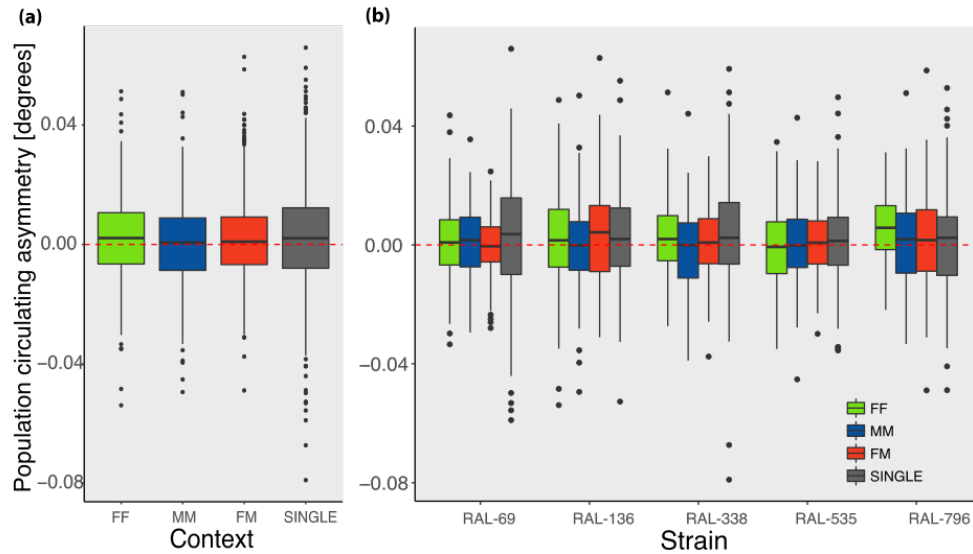 (a)
(b)
Population circulating asymmetry [degrees]
0.04
0.00
−0.04
−0.08
FF MM FM SINGLE
Context
0.04
0.00
−0.04
−0.08
FF
MM
FM
SINGLE
RAL-69 RAL-136 RAL-338 RAL-535 RAL-796
Strain